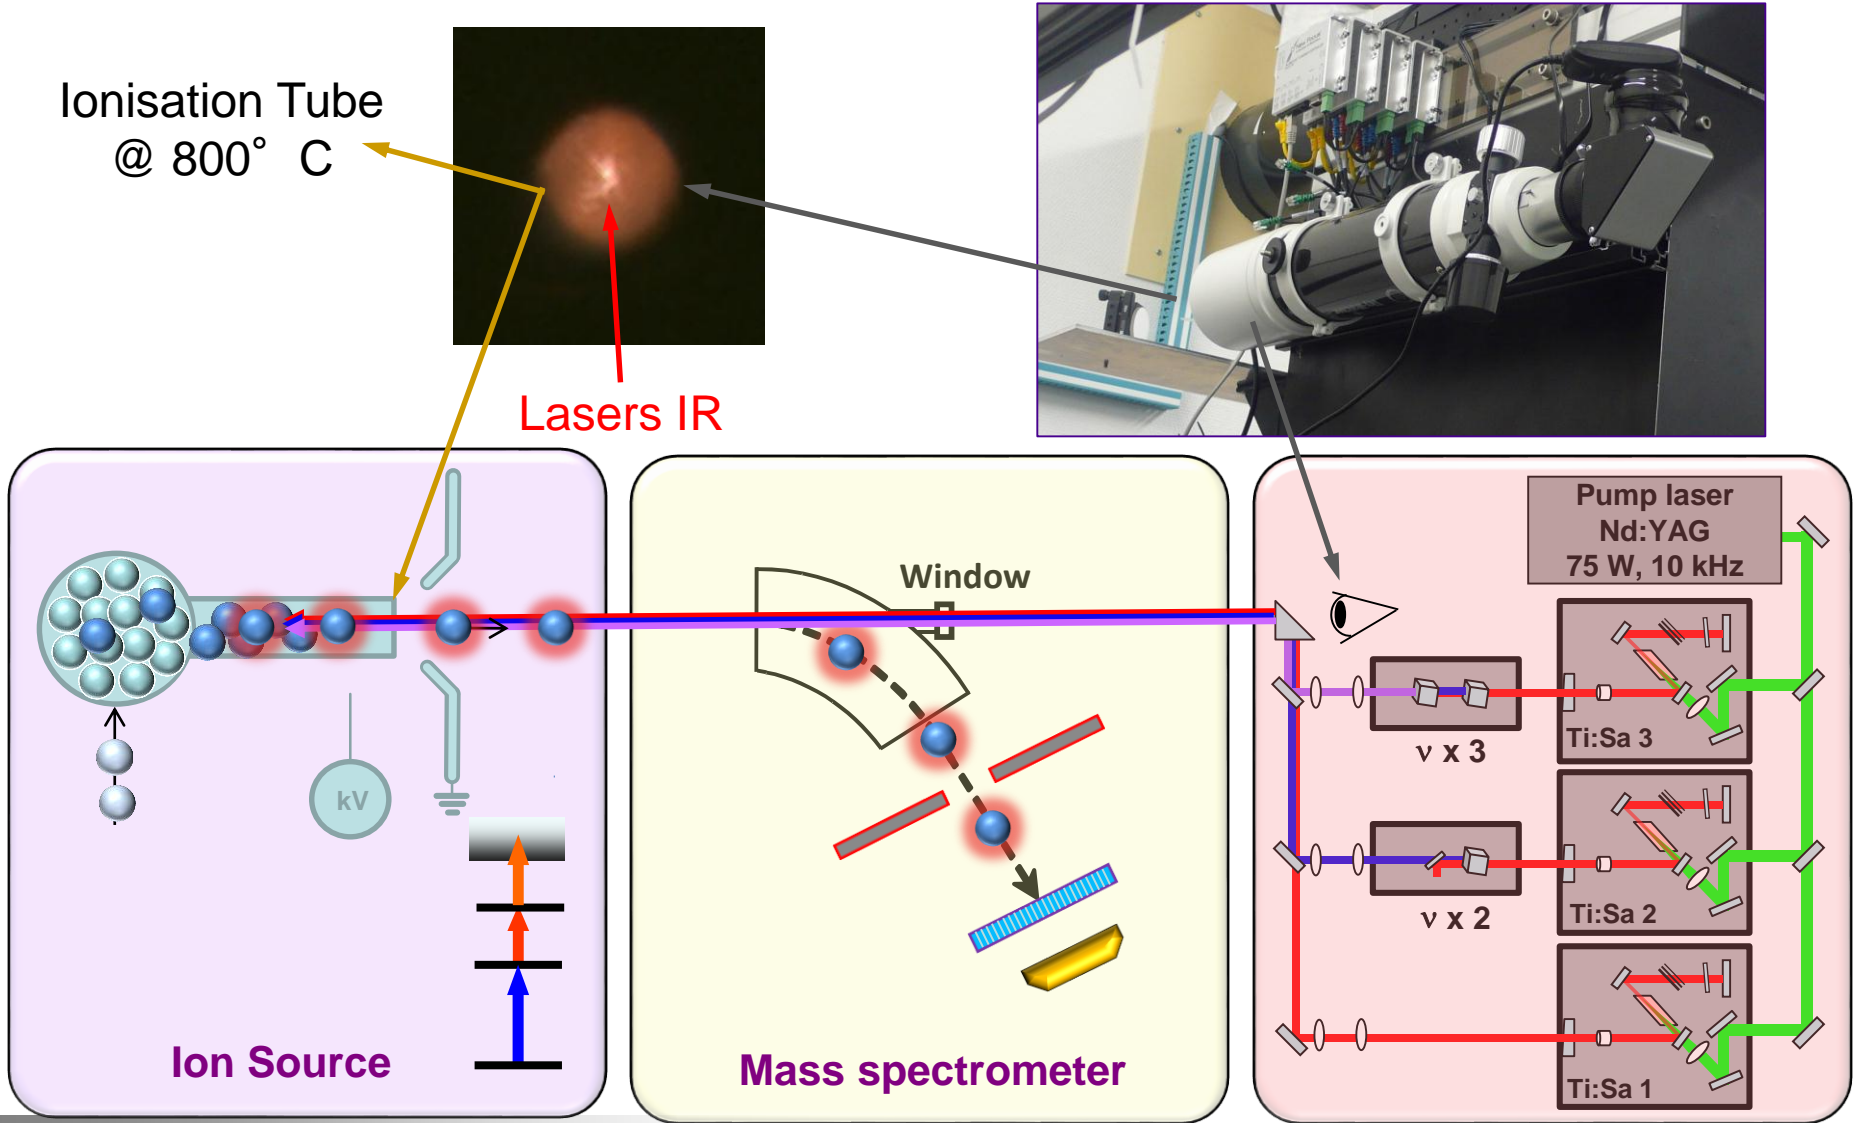 Ionisation Tube
@ 800° C
Lasers IR
Pump laser
Nd:YAG
75 W, 10 kHz
Window
Ti:Sa 3
ν x 3
kV
Ti:Sa 2
ν x 2
Ion Source
Mass spectrometer
Ti:Sa 1